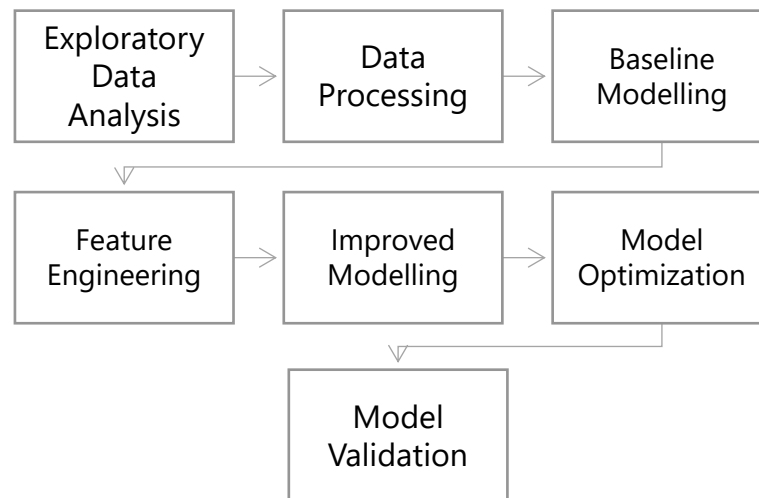 Exploratory
Data
Analysis
Data
Processing
Baseline
Modelling
Feature
Engineering
Improved
Modelling
Model
Optimization
Model
Validation